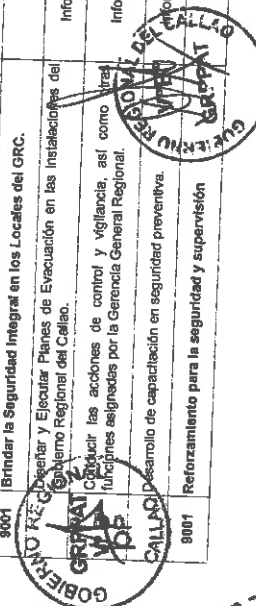 9001 Brindar la Seguridad Integral en los Locales del GRC.
Diseñar y Ejecutar Planes de Evacuación en las Instalaciones del
Gobierno Regional del Callao.
Info
Conducir las acciones de control y vigilancia, así como otras
funciones asignadas por la Gerencia General Regional.
Info
Desarrollo de capacitación en seguridad preventiva.
9001 Reforzamiento para la seguridad y supervisión
GOBIERNO REG
GRPPAT
CALLAO
GOBIERNO REGIONAL DEL CALLAO
GRPPAT